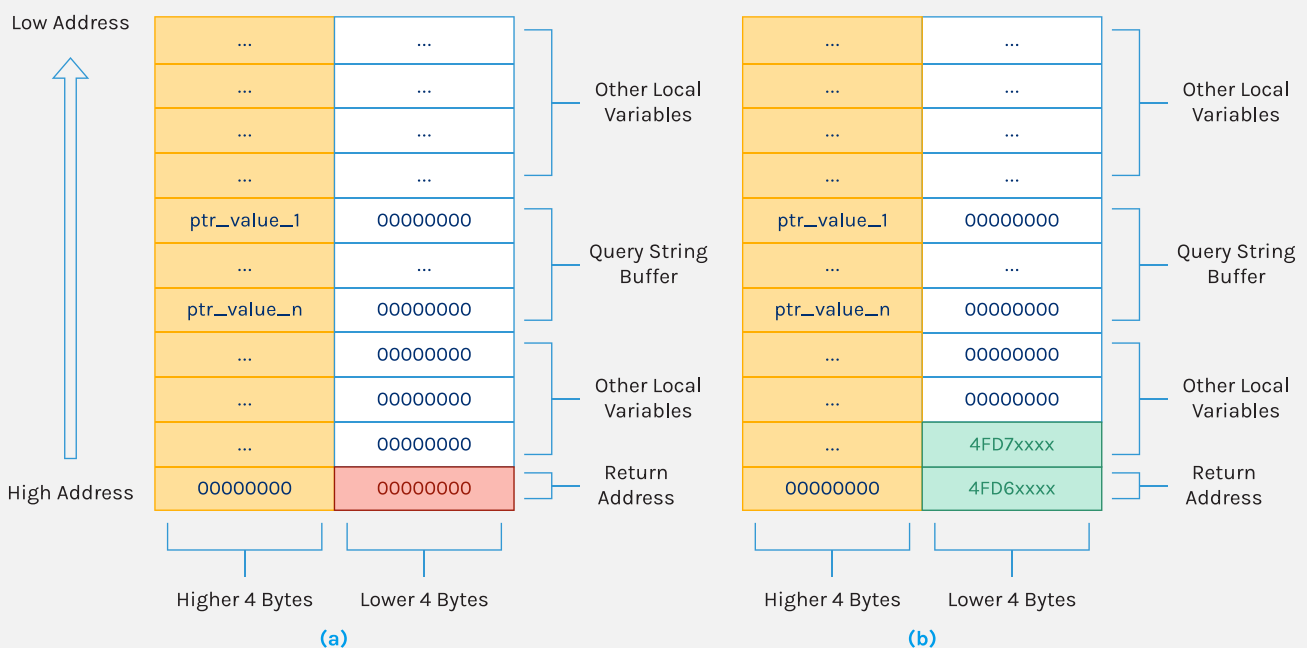 Low Address
High Address
... ...
... ...
... ...
... ...
ptr_value_1 00000000
... ...
ptr_value_n 00000000
... 00000000
... 00000000
... 00000000
00000000 00000000
Other Local
Variables
Query String
Buffer
Other Local
Variables
Return
Address
Higher 4 Bytes
Lower 4 Bytes
(a)
... ...
... ...
... ...
... ...
ptr_value_1 00000000
... ...
ptr_value_n 00000000
... 00000000
... 00000000
... 4FD7xxxx
00000000 4FD6xxxx
Other Local
Variables
Query String
Buffer
Other Local
Variables
Return
Address
Higher 4 Bytes
Lower 4 Bytes
(b)